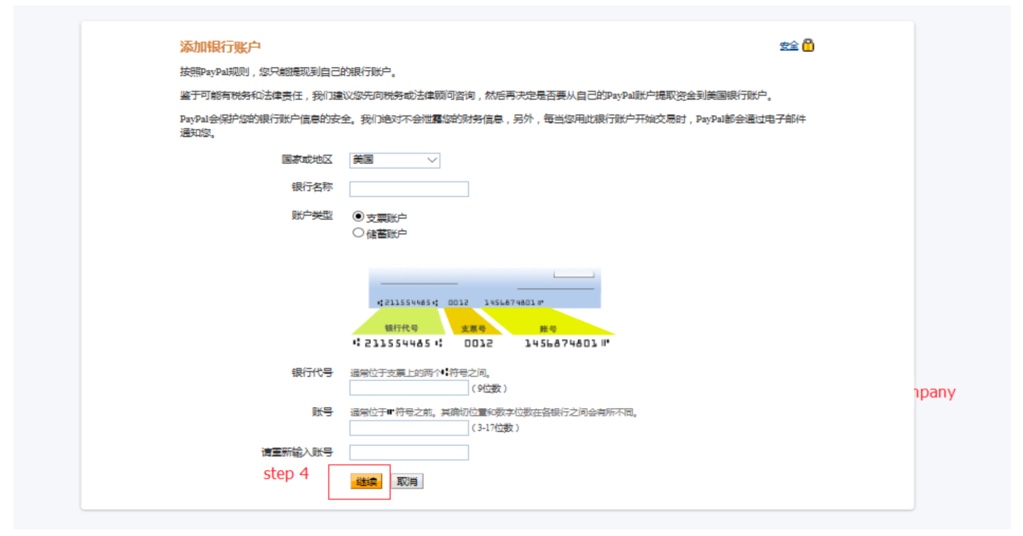 添加银行账户
安全
按照PayPal规则，您只能提现到自己的银行账户。
鉴于可能有税务和法律责任，我们建议您先向税务或法律顾问咨询，然后再决定是否要从自己的PayPal账户提取资金到美国银行账户。
PayPal会保护您的银行账户信息的安全。我们绝对不会泄露您的财务信息，另外，每当您用此银行账户开始交易时，PayPal都会通过电子邮件
通知您。
国家或地区 美国
银行名称
账户类型 支票账户
储蓄账户
⑆211554485⑆ 0012 1456874801⑈
银行代号 支票号 账号
⑆211554485⑆ 0012 1456874801⑈
银行代号 通常位于支票上的两个⑆符号之间。
(9位数)
mpany
账号 通常位于⑈符号之前。其确切位置和数字位数在各银行之间会有所不同。
(3-17位数)
请重新输入账号
step 4 继续 取消